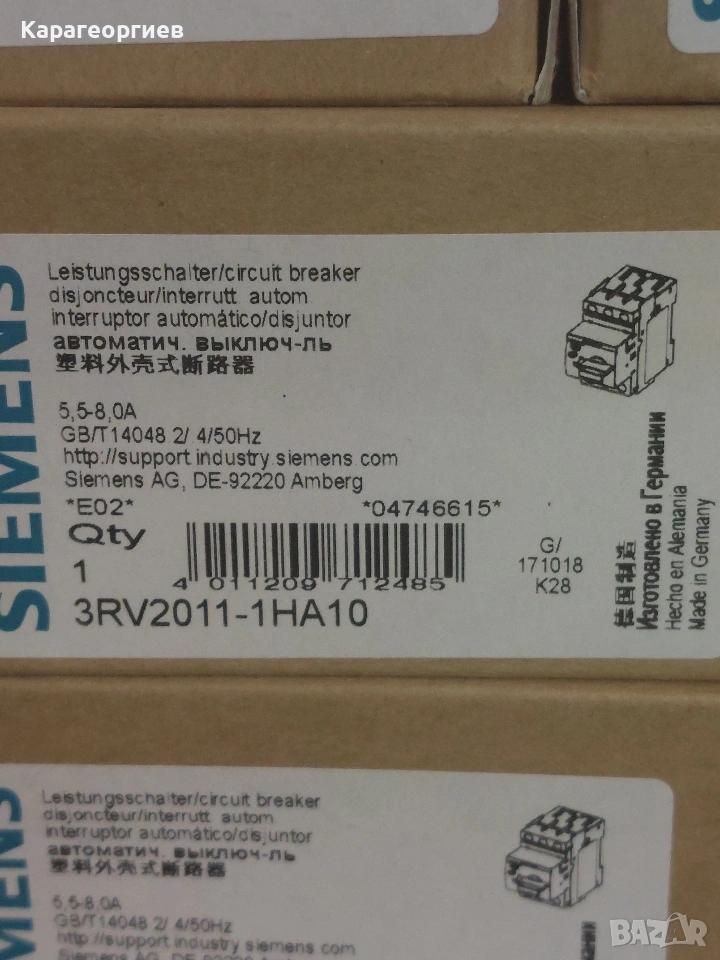 Карагеоргиев
SIEMENS
Leistungsschalter/circuit breaker
disjoncteur/interrutt autom
interruptor automático/disjuntor
автоматич. выключ-ль
塑料外壳式断路器
5,5-8,0A
GB/T14048 2/ 4/50Hz
http://support.industry.siemens.com
Siemens AG, DE-92220 Amberg
*E02* *04746615*
Qty
1
4 011209 712485
3RV2011-1HA10
G/
171018
K28
德国制造
Изготовлено в Германии
Hecho en Alemania
Made in Germany
Leistungsschalter/circuit breaker
disjoncteur/interrutt autom
interruptor automático/disjuntor
автоматич. выключ-ль
塑料外壳式断路器
5,5-8,0A
GB/T14048 2/ 4/50Hz
http://support industry siemens com
BAZAR